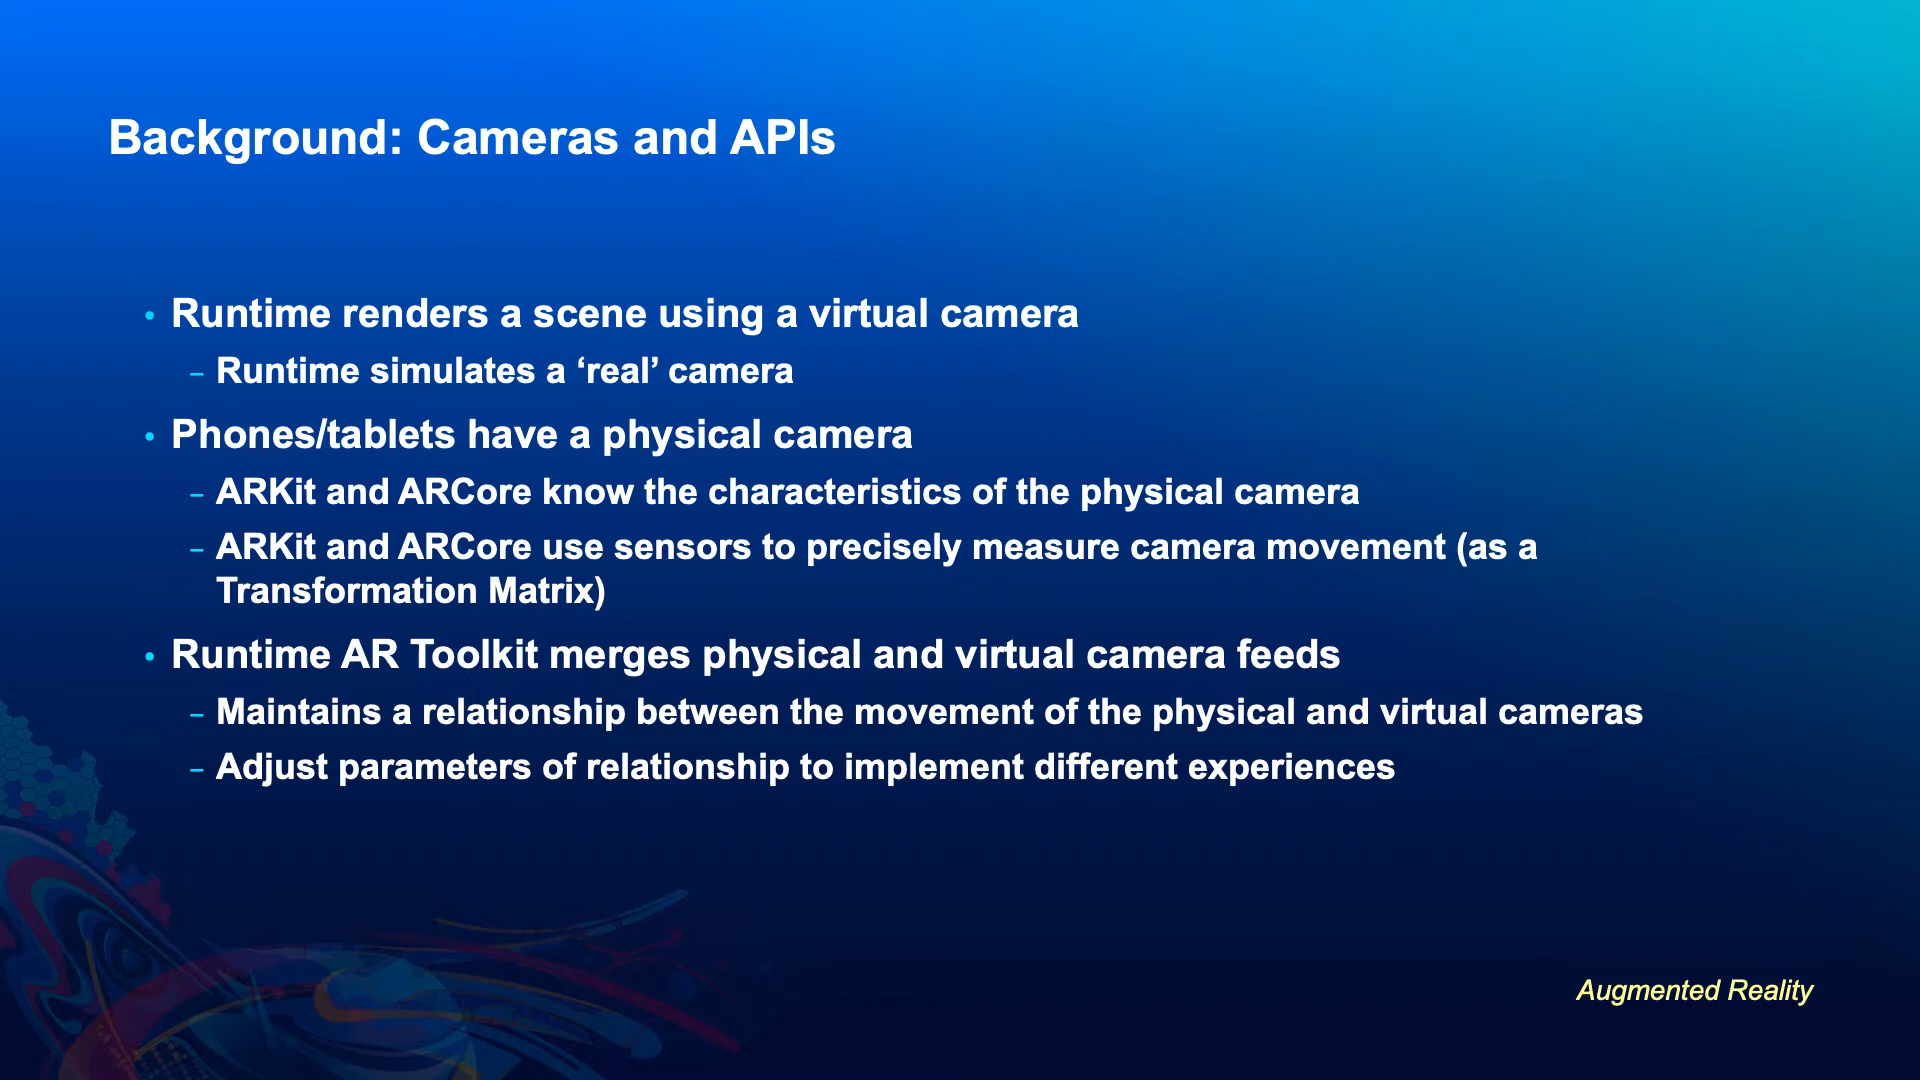 Background: Cameras and APIs
• Runtime renders a scene using a virtual camera
– Runtime simulates a ‘real’ camera
• Phones/tablets have a physical camera
– ARKit and ARCore know the characteristics of the physical camera
– ARKit and ARCore use sensors to precisely measure camera movement (as a
Transformation Matrix)
• Runtime AR Toolkit merges physical and virtual camera feeds
– Maintains a relationship between the movement of the physical and virtual cameras
– Adjust parameters of relationship to implement different experiences
Augmented Reality